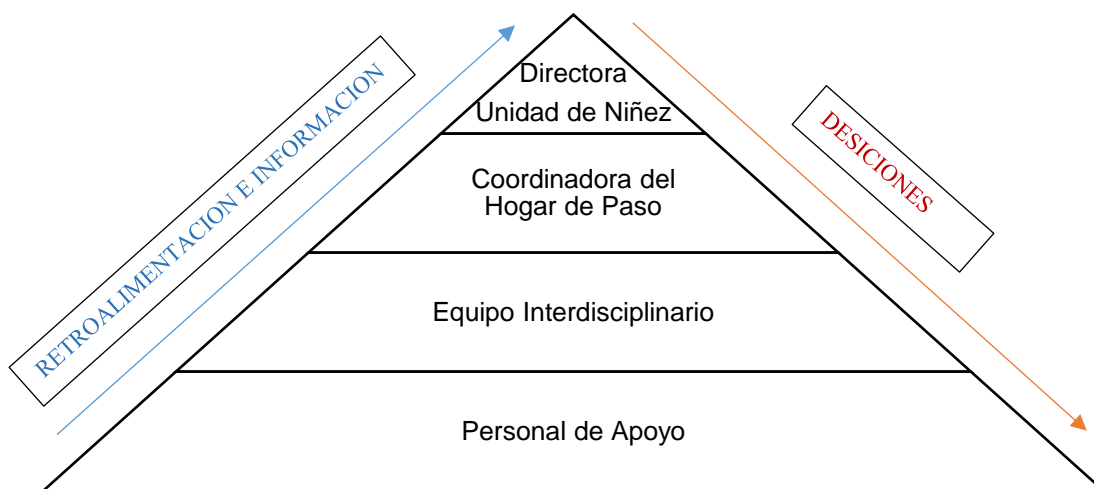 Directora
Unidad de Niñez
Coordinadora del
Hogar de Paso
Equipo Interdisciplinario
Personal de Apoyo
RETROALIMENTACION E INFORMACION
DESICIONES